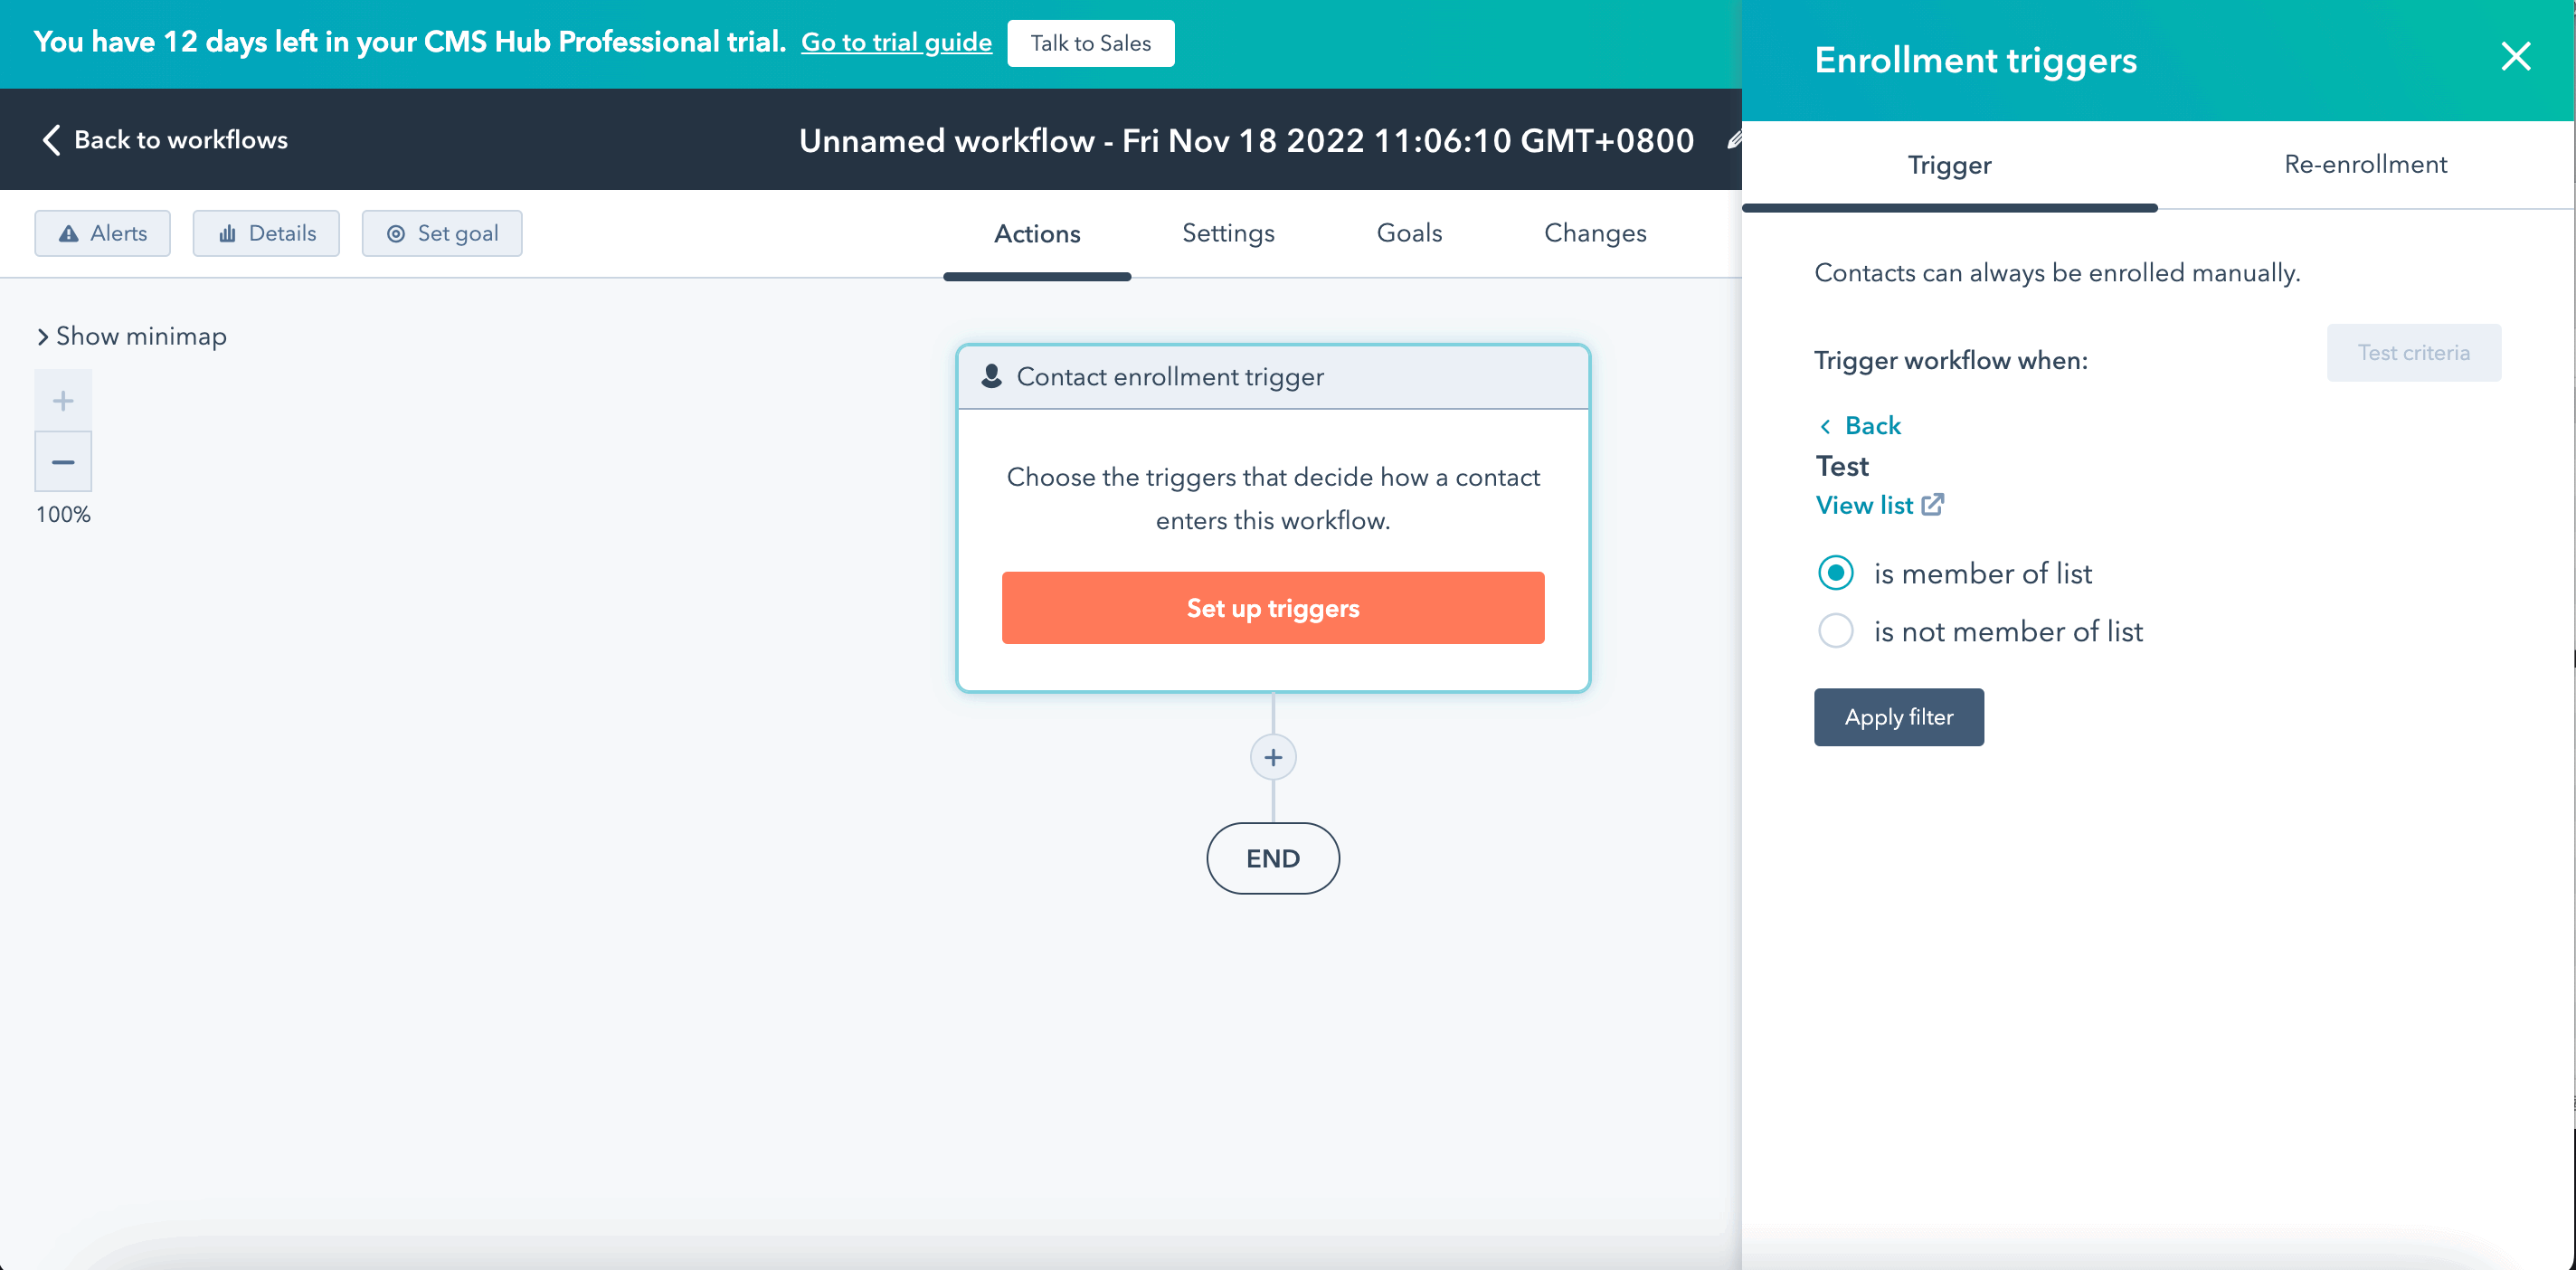 You have 12 days left in your CMS Hub Professional trial. Go to trial guide Talk to Sales
Back to workflows
Unnamed workflow - Fri Nov 18 2022 11:06:10 GMT+0800
Alerts Details Set goal
Actions Settings Goals Changes
Show minimap
100%
Contact enrollment trigger
Choose the triggers that decide how a contact
enters this workflow.
Set up triggers
END
Enrollment triggers
Trigger Re-enrollment
Contacts can always be enrolled manually.
Trigger workflow when: Test criteria
Back
Test
View list
is member of list
is not member of list
Apply filter